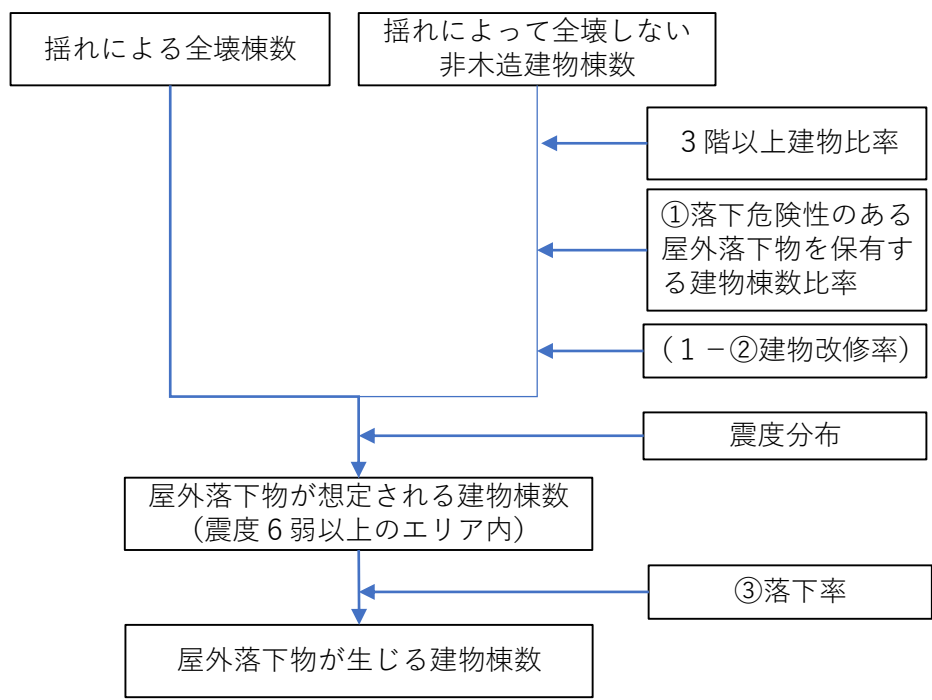 揺れによる全壊棟数
揺れによって全壊しない
非木造建物棟数
３階以上建物比率
①落下危険性のある
屋外落下物を保有す
る建物棟数比率
（１－②建物改修率）
震度分布
屋外落下物が想定される建物棟数
（震度６弱以上のエリア内）
③落下率
屋外落下物が生じる建物棟数